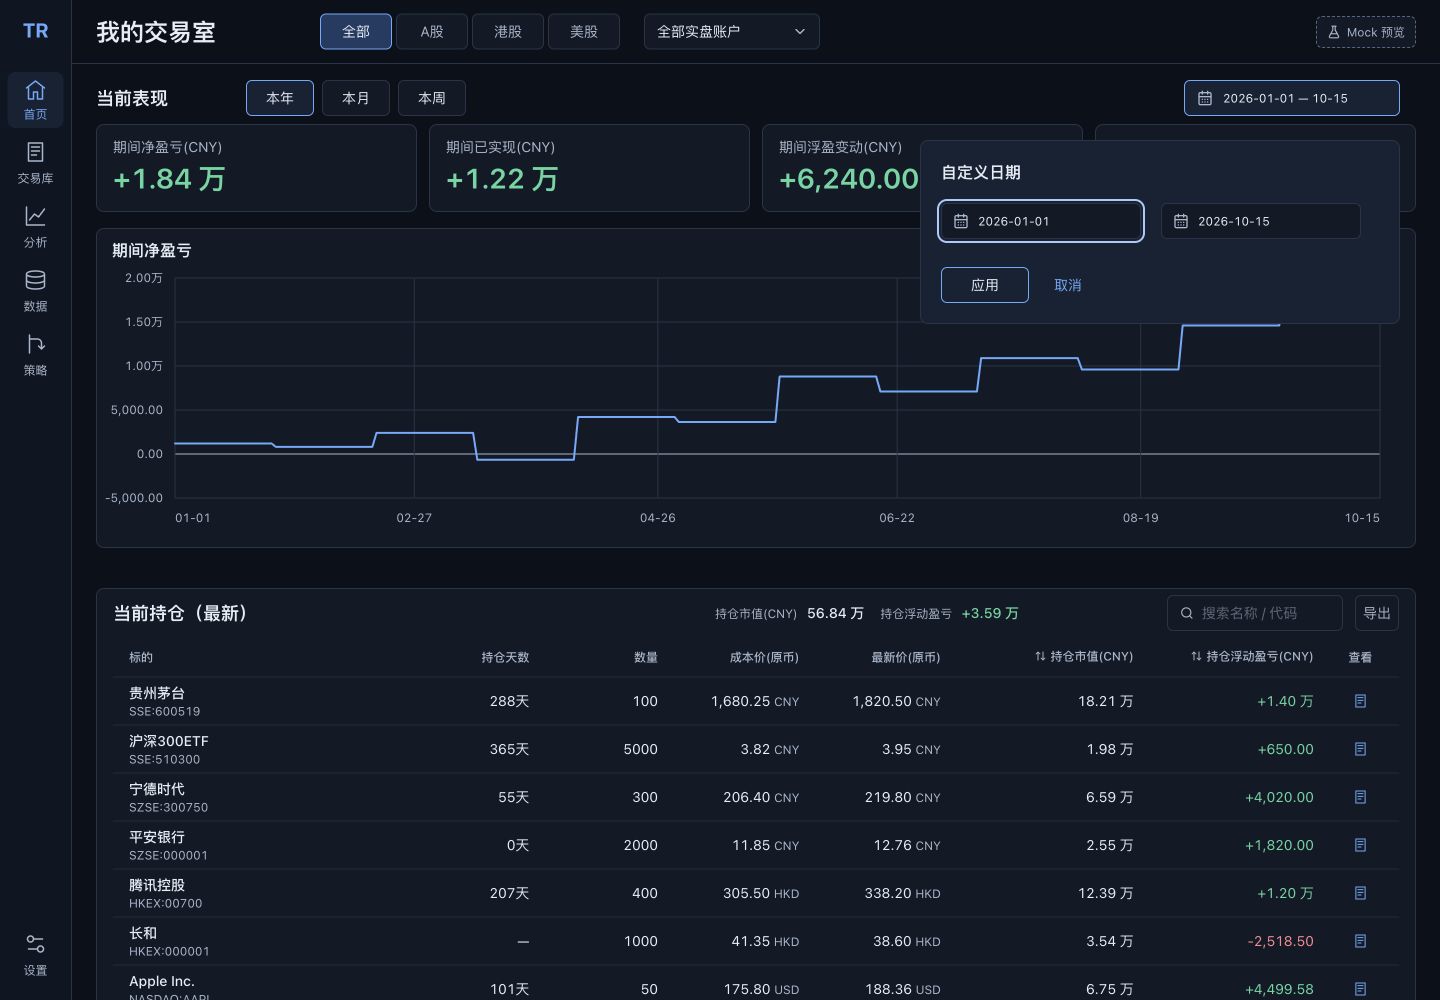 TR
我的交易室
全部
A股
港股
美股
全部实盘账户
Mock 预览
首页
交易库
分析
数据
策略
设置
当前表现
本年
本月
本周
2026-01-01 — 10-15
期间净盈亏(CNY)
+1.84 万
期间已实现(CNY)
+1.22 万
期间浮盈变动(CNY)
+6,240.00
自定义日期
2026-01-01
2026-10-15
应用
取消
期间净盈亏
2.00万
1.50万
1.00万
5,000.00
0.00
-5,000.00
01-01
02-27
04-26
06-22
08-19
10-15
当前持仓（最新）
持仓市值(CNY) 56.84 万 持仓浮动盈亏 +3.59 万
搜索名称 / 代码
导出
标的 持仓天数 数量 成本价(原币) 最新价(原币) 持仓市值(CNY) 持仓浮动盈亏(CNY) 查看
贵州茅台
SSE:600519
288天 100 1,680.25 CNY 1,820.50 CNY 18.21 万 +1.40 万
沪深300ETF
SSE:510300
365天 5000 3.82 CNY 3.95 CNY 1.98 万 +650.00
宁德时代
SZSE:300750
55天 300 206.40 CNY 219.80 CNY 6.59 万 +4,020.00
平安银行
SZSE:000001
0天 2000 11.85 CNY 12.76 CNY 2.55 万 +1,820.00
腾讯控股
HKEX:00700
207天 400 305.50 HKD 338.20 HKD 12.39 万 +1.20 万
长和
HKEX:000001
— 1000 41.35 HKD 38.60 HKD 3.54 万 -2,518.50
Apple Inc.
NASDAQ:AAPL
101天 50 175.80 USD 188.36 USD 6.75 万 +4,499.58